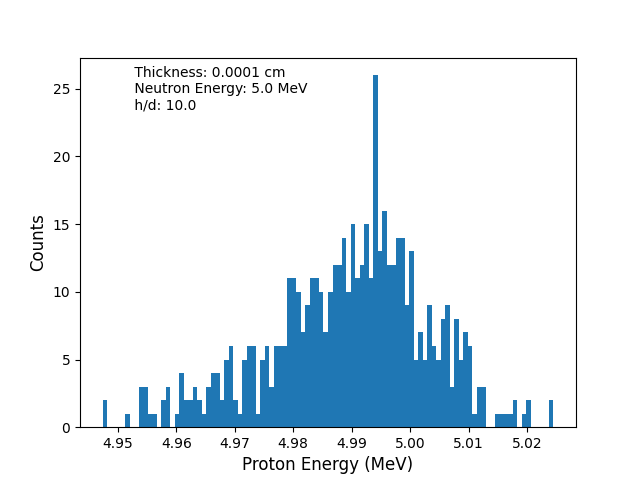 Thickness: 0.0001 cm
Neutron Energy: 5.0 MeV
h/d: 10.0
25
20
15
10
5
0
Counts
4.95 4.96 4.97 4.98 4.99 5.00 5.01 5.02
Proton Energy (MeV)